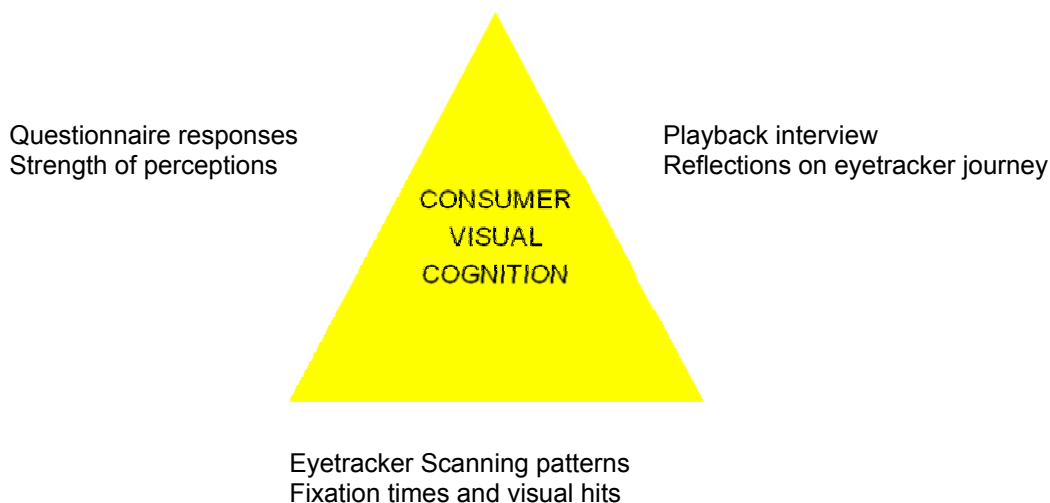 Questionnaire responses
Strength of perceptions
Playback interview
Reflections on eyetracker journey
CONSUMER
VISUAL
COGNITION
Eyetracker Scanning patterns
Fixation times and visual hits